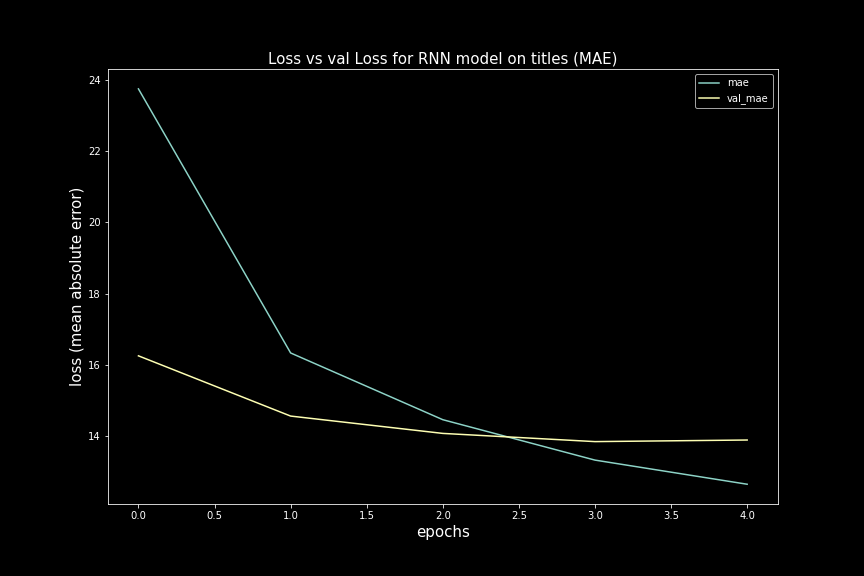 Loss vs val Loss for RNN model on titles (MAE)
mae
val_mae
loss (mean absolute error)
24
22
20
18
16
14
0.0 0.5 1.0 1.5 2.0 2.5 3.0 3.5 4.0
epochs